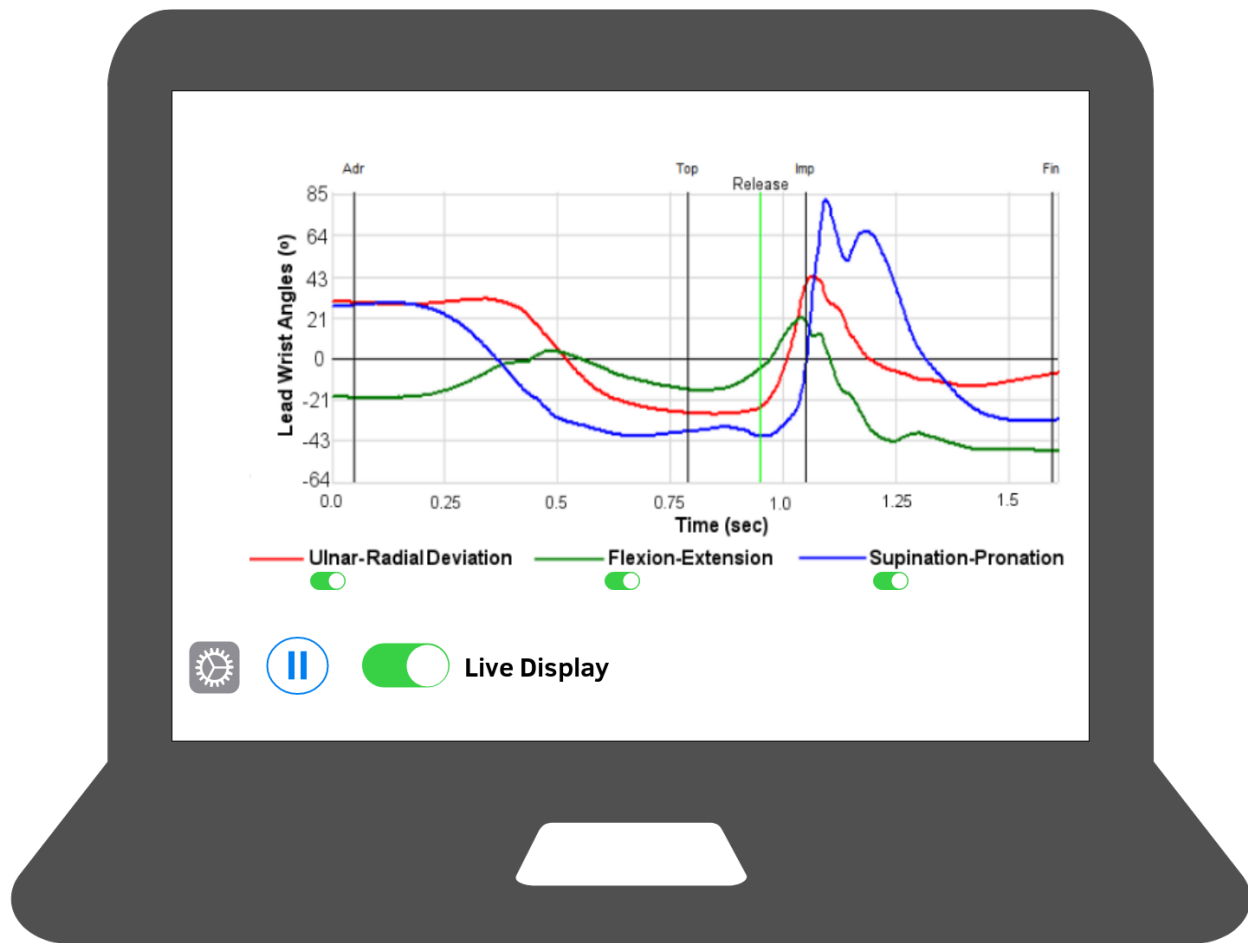 Adr Top Imp Fin
Release
Lead Wrist Angles (º)
85
64
43
21
0
-21
-43
-64
0.0 0.25 0.5 0.75 1.0 1.25 1.5
Time (sec)
Ulnar-Radial Deviation Flexion-Extension Supination-Pronation
Live Display